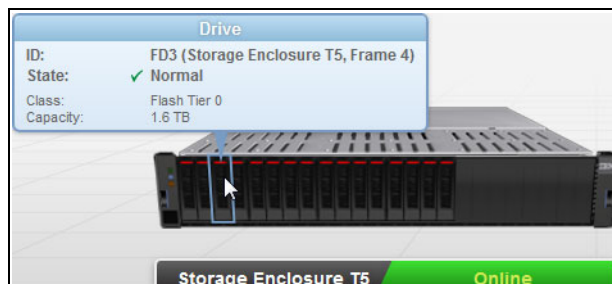 Drive
ID: FD3 (Storage Enclosure T5, Frame 4)
State: ✓ Normal
Class: Flash Tier 0
Capacity: 1.6 TB
Storage Enclosure T5 Online